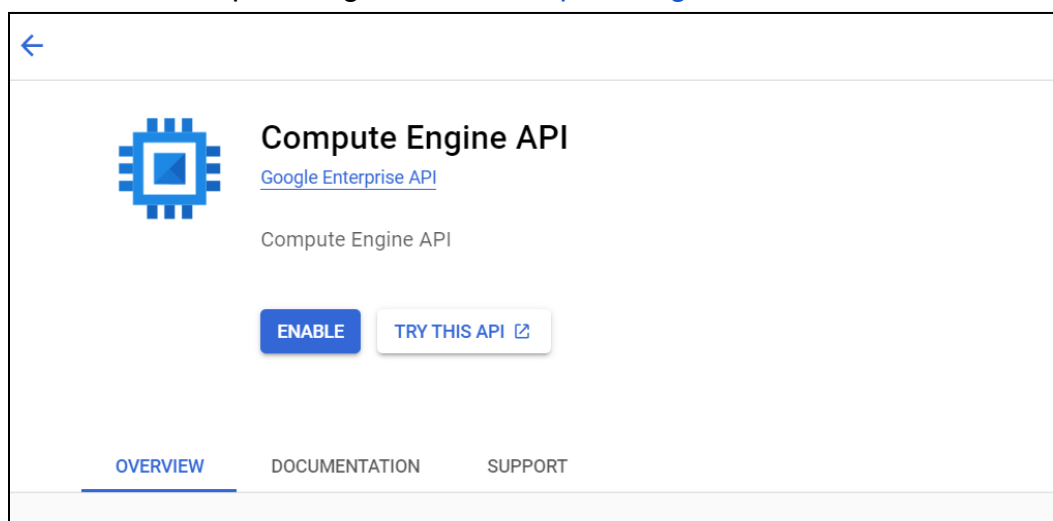 Compute Engine API
Google Enterprise API
Compute Engine API
ENABLE TRY THIS API
OVERVIEW DOCUMENTATION SUPPORT